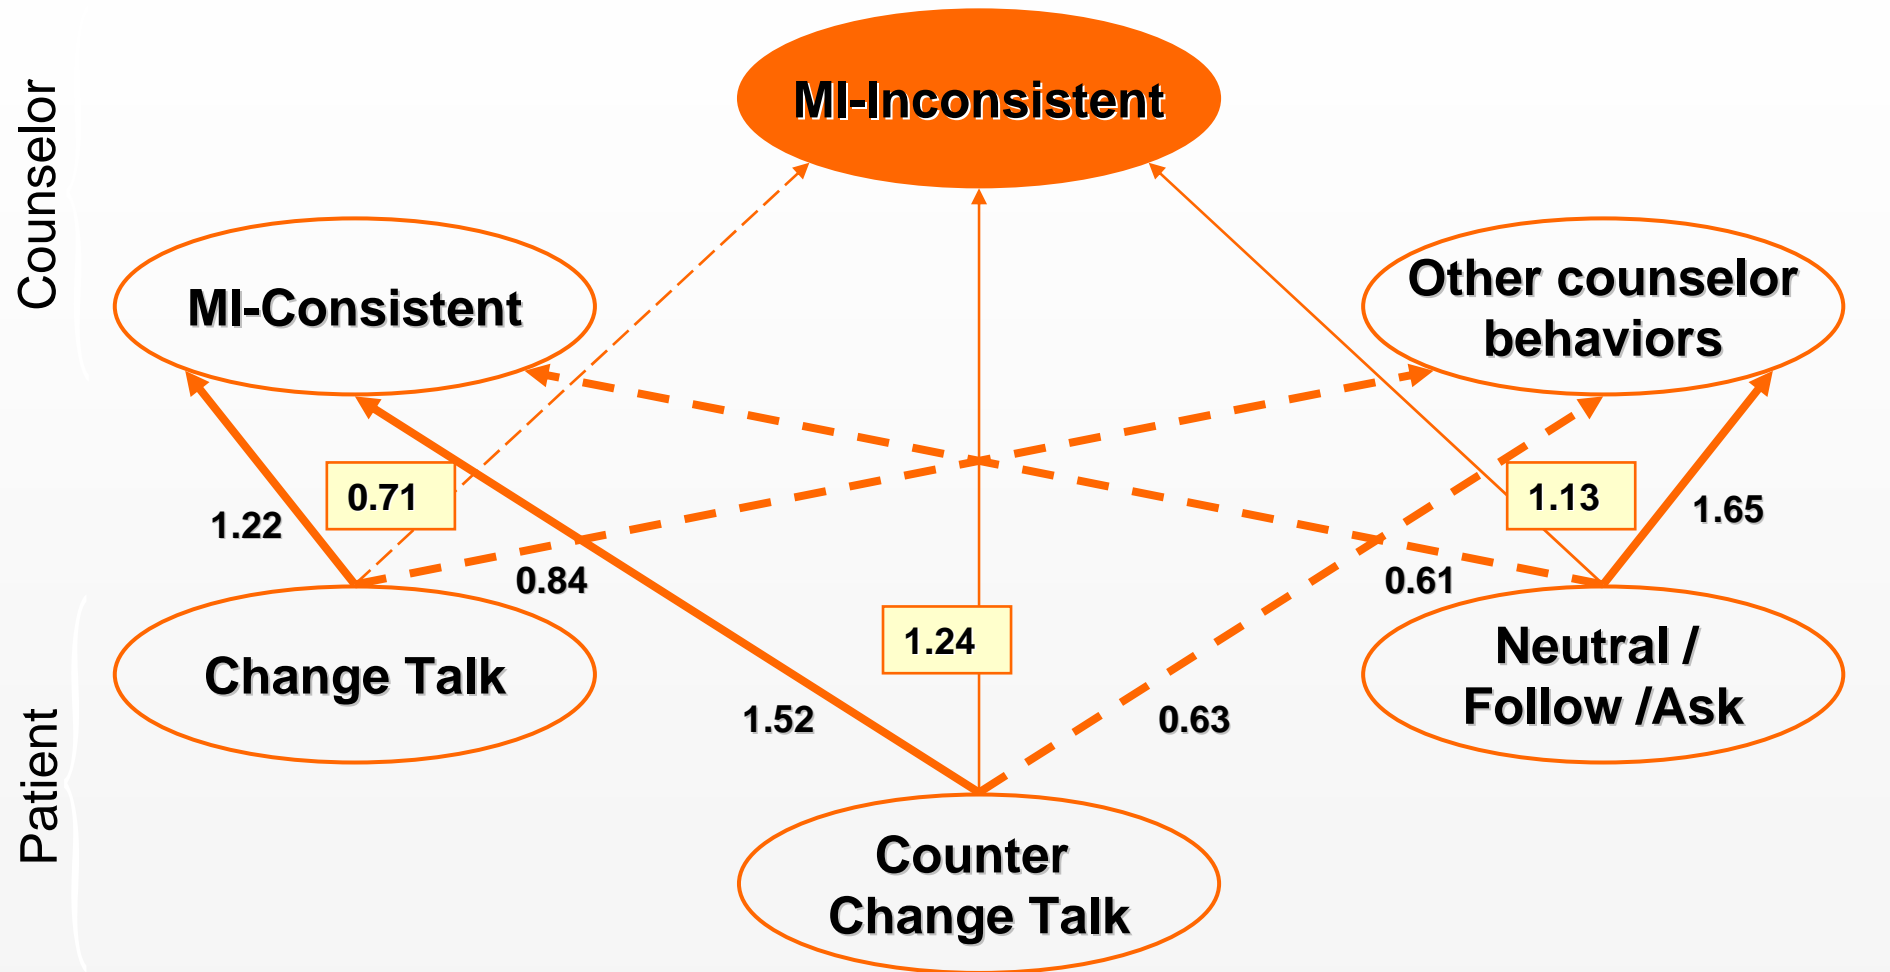 Counselor
MI-Inconsistent
MI-Consistent
Other counselor
behaviors
0.71
1.13
1.22
1.65
0.84
0.61
1.24
1.52
0.63
Patient
Change Talk
Neutral /
Follow /Ask
Counter
Change Talk